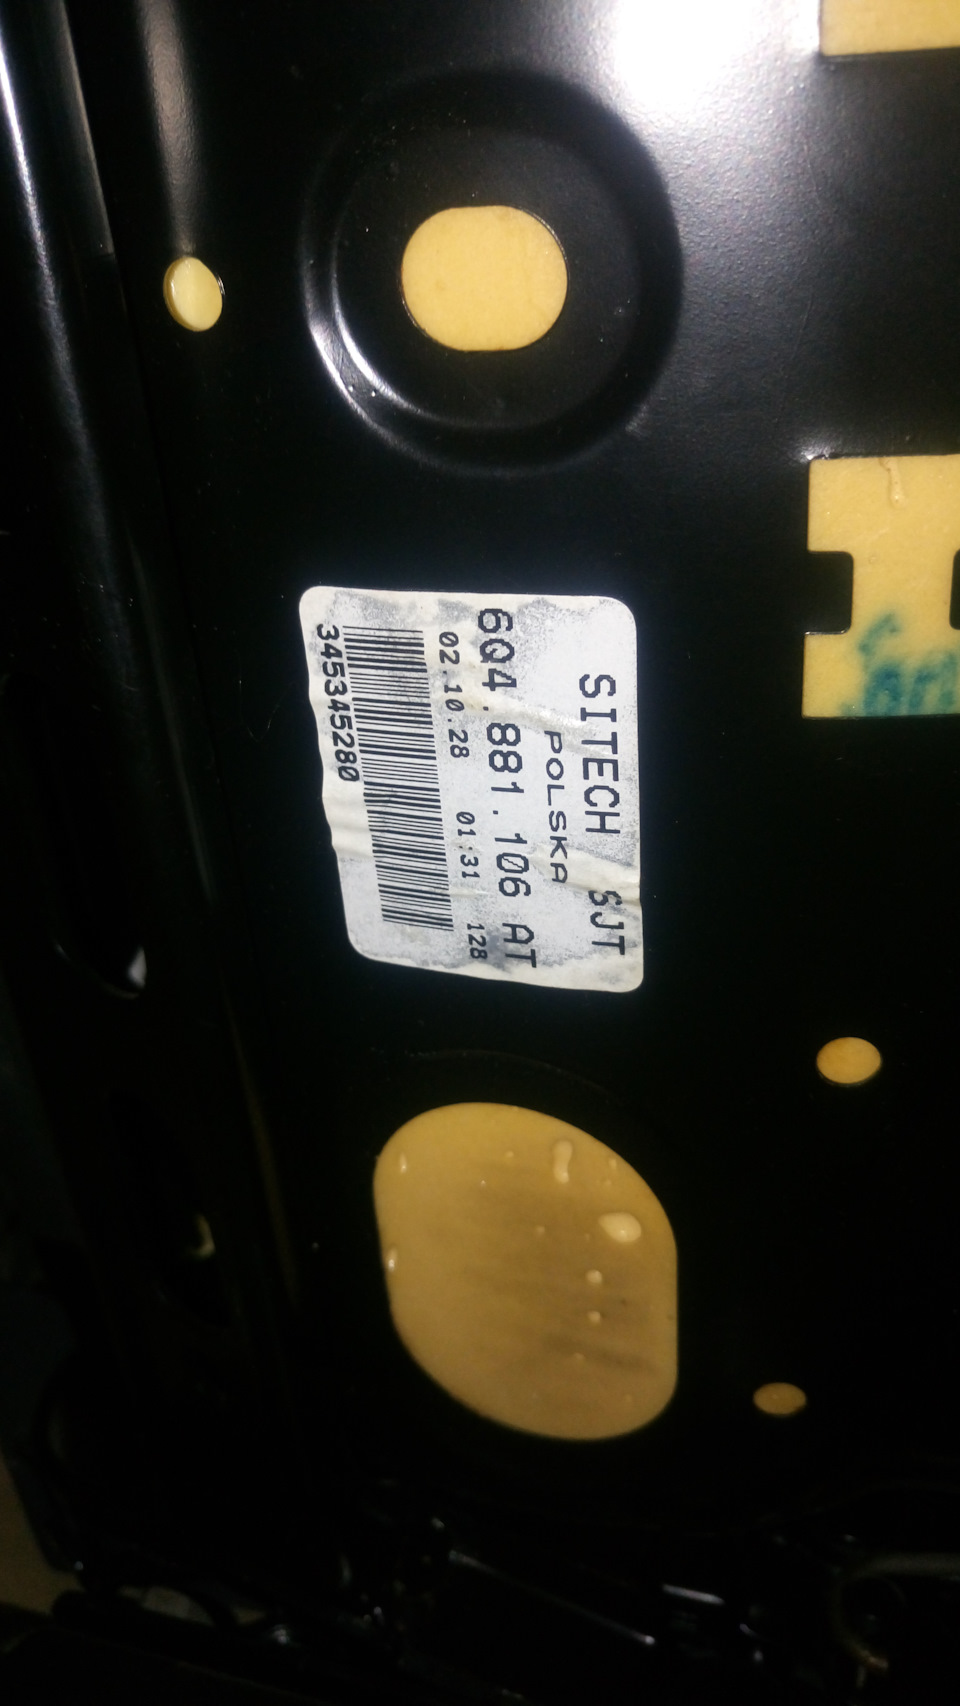 SITECH SJT
POLSKA
6Q4.881.106 AT
02.10.28 01:31 128
345345280